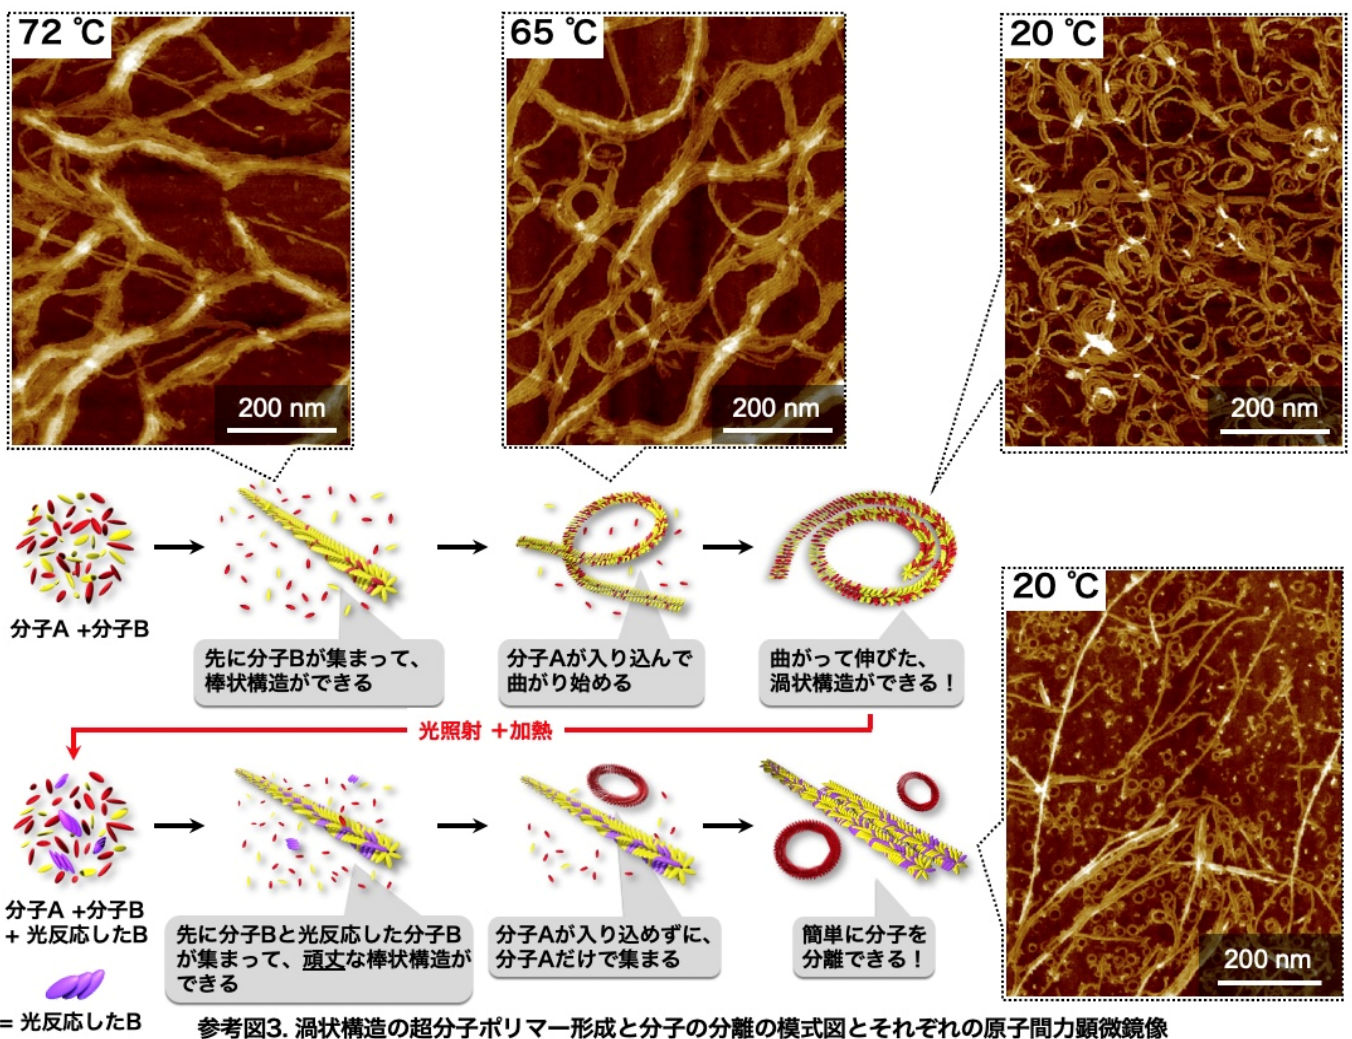 72 ℃
65 ℃
20 ℃
200 nm
200 nm
200 nm
分子A +分子B
先に分子Bが集まって、
棒状構造ができる
分子Aが入り込んで
曲がり始める
曲がって伸びた、
渦状構造ができる！
20 ℃
光照射 +加熱
分子A +分子B
+ 光反応したB
先に分子Bと光反応した分子B
が集まって、頑丈な棒状構造が
できる
分子Aが入り込めずに、
分子Aだけで集まる
簡単に分子を
分離できる！
200 nm
= 光反応したB
参考図3. 渦状構造の超分子ポリマー形成と分子の分離の模式図とそれぞれの原子間力顕微鏡像